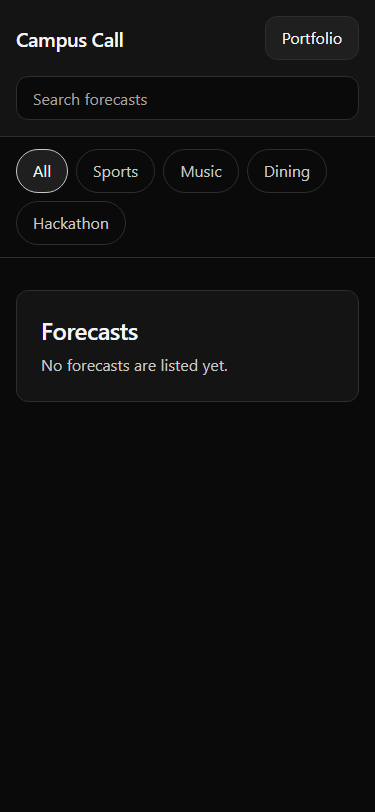 Campus Call
Portfolio
Search forecasts
All Sports Music Dining
Hackathon
Forecasts
No forecasts are listed yet.